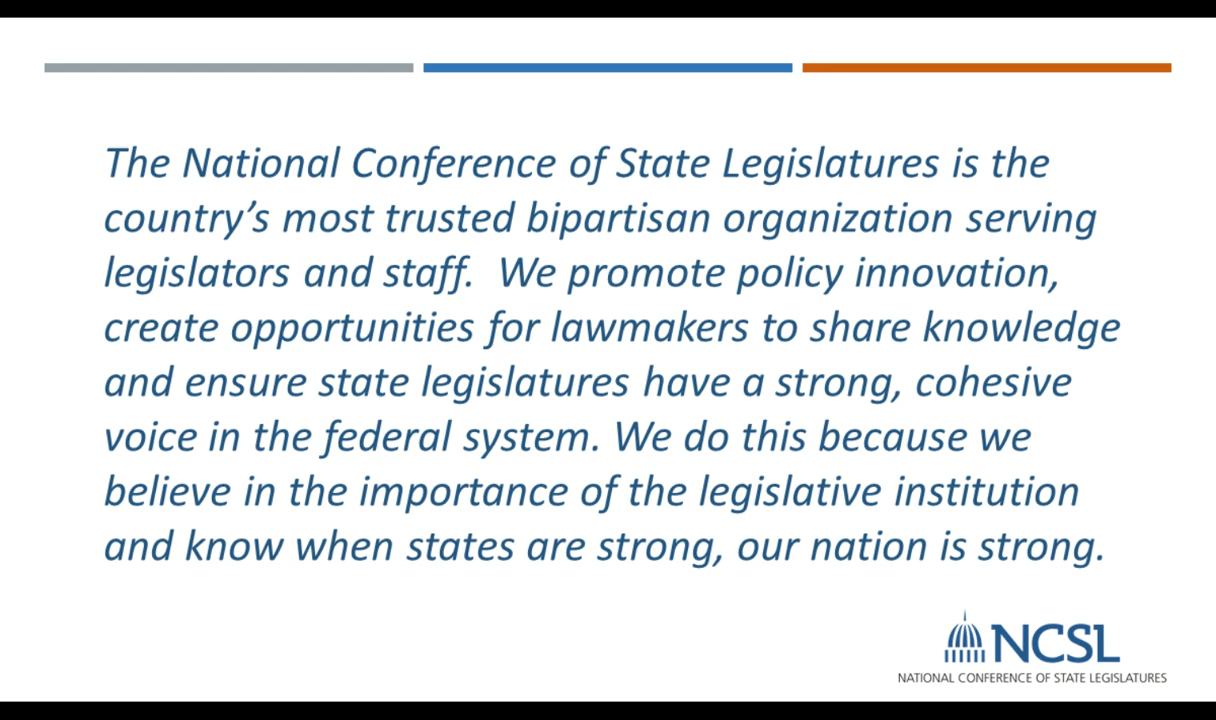 The National Conference of State Legislatures is the
country’s most trusted bipartisan organization serving
legislators and staff.  We promote policy innovation,
create opportunities for lawmakers to share knowledge
and ensure state legislatures have a strong, cohesive
voice in the federal system. We do this because we
believe in the importance of the legislative institution
and know when states are strong, our nation is strong.
NCSL
NATIONAL CONFERENCE OF STATE LEGISLATURES